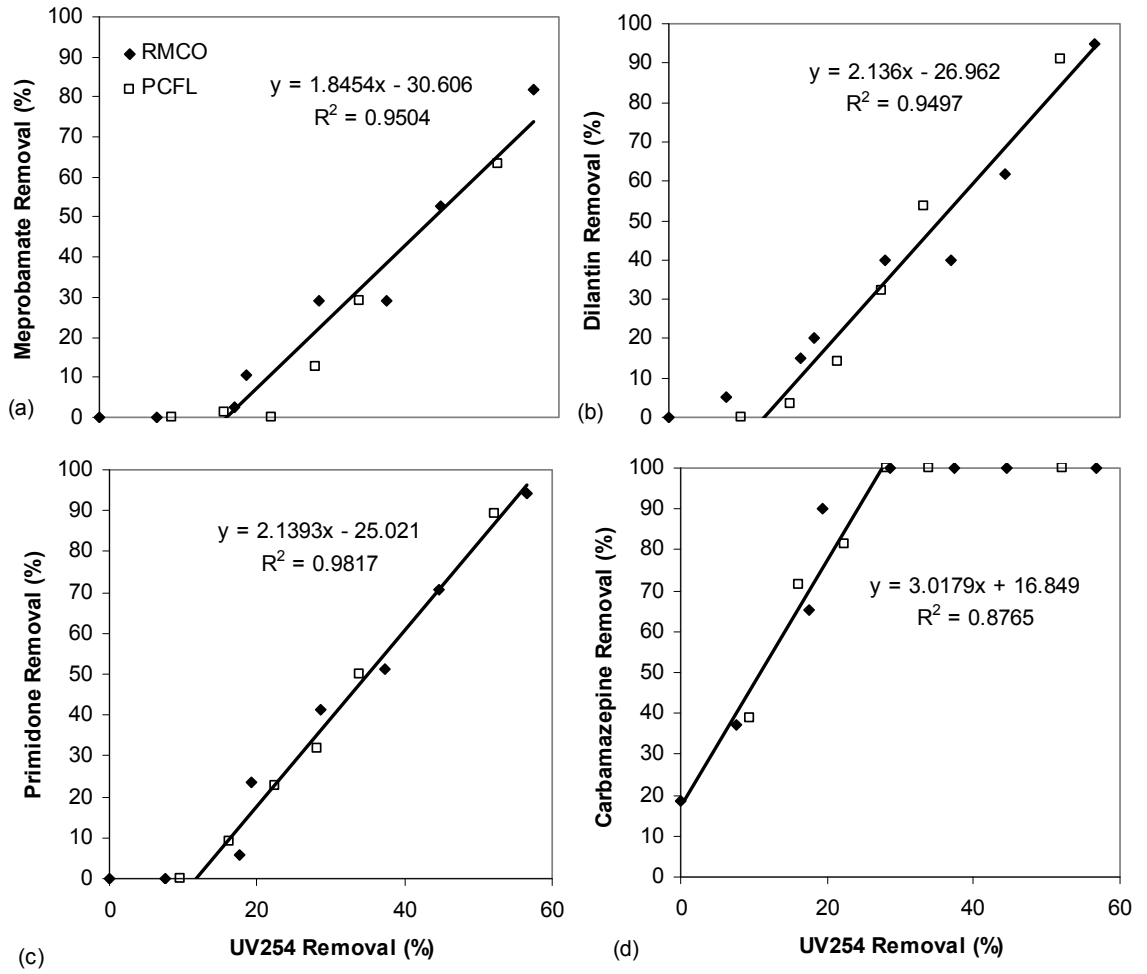 100
90
80
70
60
50
40
30
20
10
0
Meprobamate Removal (%)
RMCO
PCFL
y = 1.8454x - 30.606
R² = 0.9504
(a)
100
90
80
70
60
50
40
30
20
10
0
Dilantin Removal (%)
y = 2.136x - 26.962
R² = 0.9497
(b)
100
90
80
70
60
50
40
30
20
10
0
Primidone Removal (%)
y = 2.1393x - 25.021
R² = 0.9817
0 20 40 60
UV254 Removal (%)
(c)
100
90
80
70
60
50
40
30
20
10
0
Carbamazepine Removal (%)
y = 3.0179x + 16.849
R² = 0.8765
0 20 40 60
UV254 Removal (%)
(d)